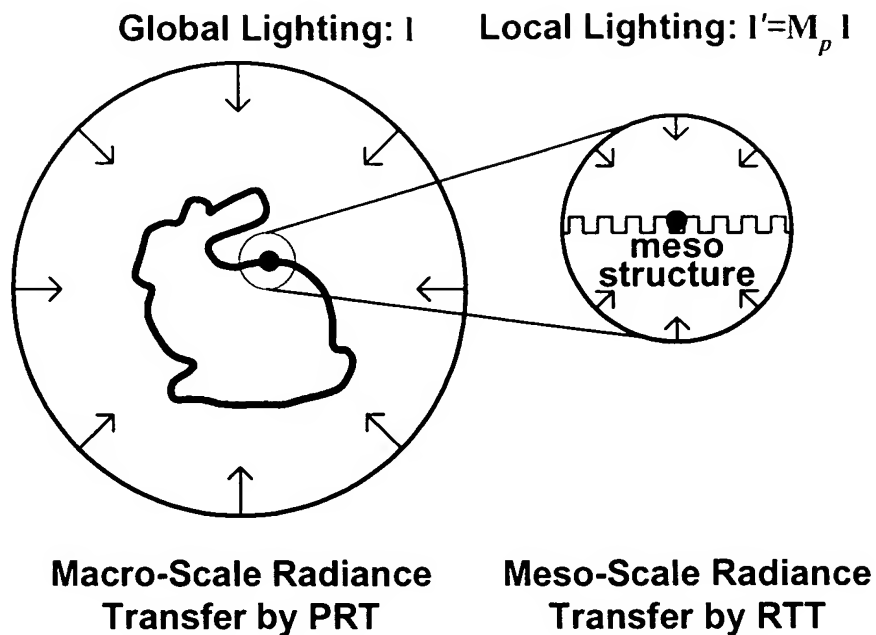 Global Lighting: l
Local Lighting: l'=M_p l
meso
structure
Macro-Scale Radiance
Transfer by PRT
Meso-Scale Radiance
Transfer by RTT